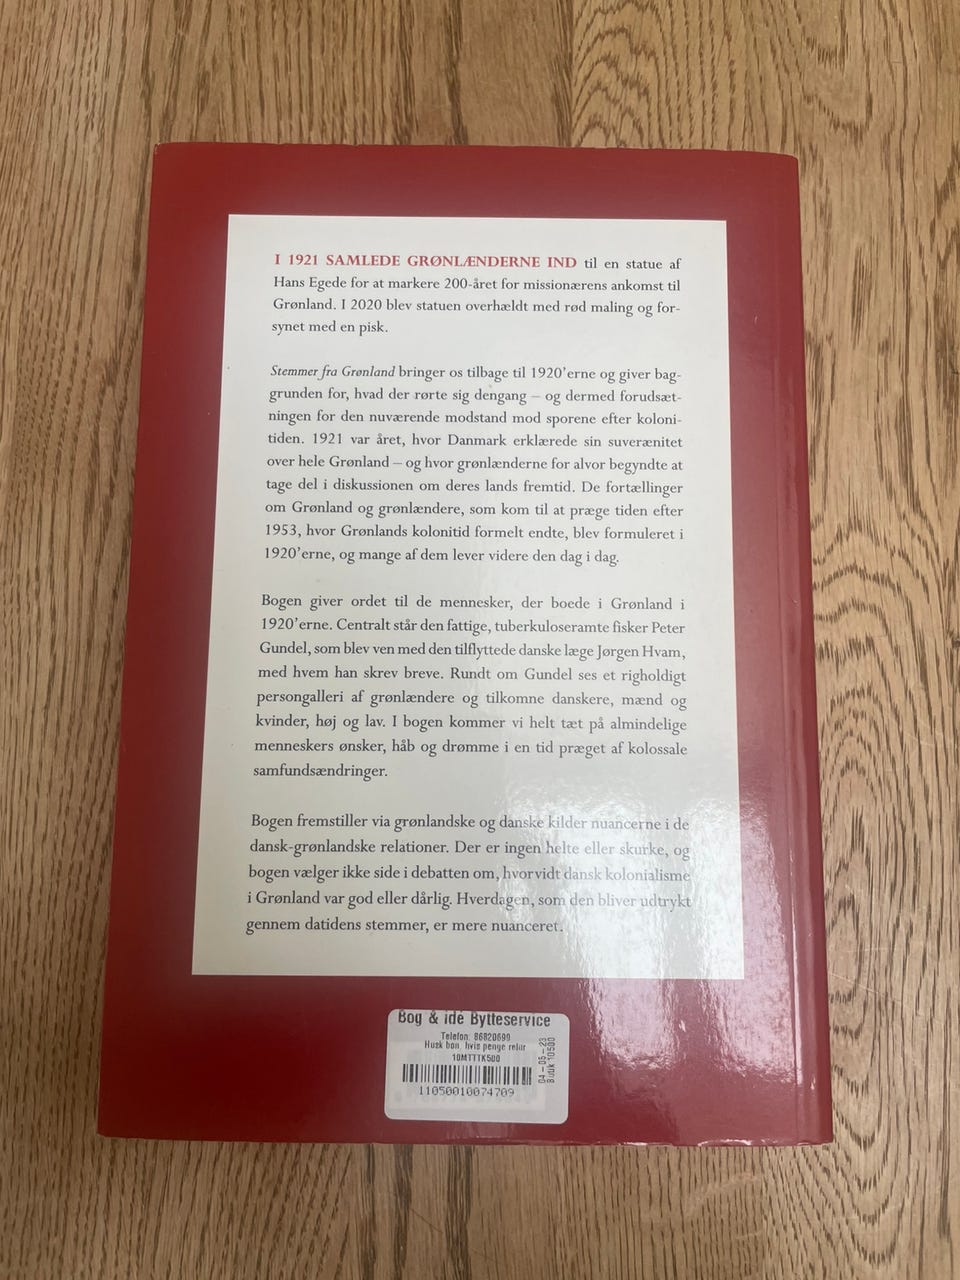 I 1921 SAMLEDE GRØNLÆNDERNE IND til en statue af
Hans Egede for at markere 200-året for missionærens ankomst til
Grønland. I 2020 blev statuen overhældt med rød maling og for-
synet med en pisk.
Stemmer fra Grønland bringer os tilbage til 1920'erne og giver bag-
grunden for, hvad der rørte sig dengang – og dermed forudsæt-
ningen for den nuværende modstand mod sporene efter koloni-
tiden. 1921 var året, hvor Danmark erklærede sin suverænitet
over hele Grønland – og hvor grønlænderne for alvor begyndte at
tage del i diskussionen om deres lands fremtid. De fortællinger
om Grønland og grønlændere, som kom til at præge tiden efter
1953, hvor Grønlands kolonitid formelt endte, blev formuleret i
1920'erne, og mange af dem lever videre den dag i dag.
Bogen giver ordet til de mennesker, der boede i Grønland i
1920'erne. Centralt står den fattige, tuberkuloseramte fisker Peter
Gundel, som blev ven med den tilflyttede danske læge Jørgen Hvam,
med hvem han skrev breve. Rundt om Gundel ses et righoldigt
persongalleri af grønlændere og tilkomne danskere, mænd og
kvinder, høj og lav. I bogen kommer vi helt tæt på almindelige
menneskers ønsker, håb og drømme i en tid præget af kolossale
samfundsændringer.
Bogen fremstiller via grønlandske og danske kilder nuancerne i de
dansk-grønlandske relationer. Der er ingen helte eller skurke, og
bogen vælger ikke side i debatten om, hvorvidt dansk kolonialisme
i Grønland var god eller dårlig. Hverdagen, som den bliver udtrykt
gennem datidens stemmer, er mere nuanceret.
Bog & idé Bytteservice
Telefon: 86820699
Husk bon, hvis penge retur
10MTTTK500
11050010074709
04-05-23
Butik 10500